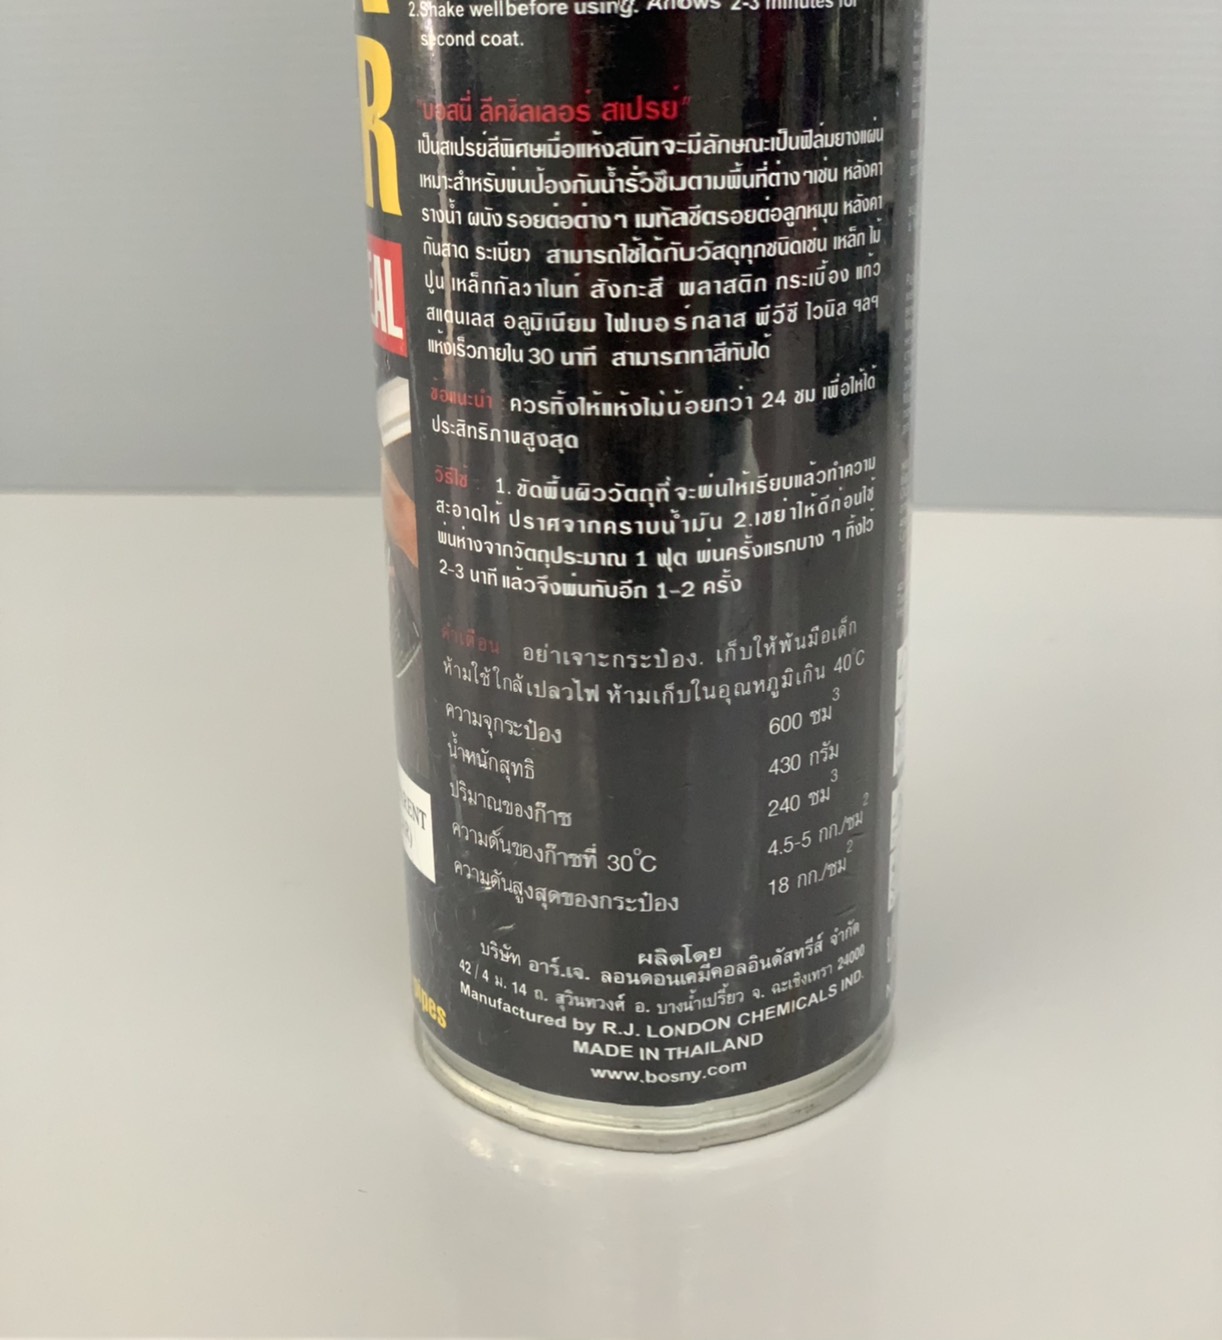 2.Shake well before using. Allows 2-3 minutes for
second coat.
R
EAL
"บอสนี่ ลีคซิลเลอร์ สเปรย์"
เป็นสเปรย์สีพิเศษเมื่อแห้งสนิท จะมีลักษณะเป็นฟิล์มยางแผ่น
เหมาะสำหรับพ่นป้องกันน้ำรั่วซึมตามพื้นที่ต่างๆเช่น หลังคา
รางน้ำ ผนัง รอยต่อต่างๆ เมทัลชีตรอยต่อลูกหมุน หลังคา
กันสาด ระเบียง สามารถใช้ได้กับวัสดุทุกชนิดเช่น เหล็ก ไม้
ปูน เหล็กกัลวาไนท์ สังกะสี พลาสติก กระเบื้อง แก้ว
สแตนเลส อลูมิเนียม ไฟเบอร์กลาส พีวีซี ไวนิล ฯลฯ
แห้งเร็วภายใน 30 นาที สามารถทาสีทับได้
ข้อแนะนำ ควรทิ้งให้แห้งไม่น้อยกว่า 24 ชม เพื่อให้ได้
ประสิทธิภาพสูงสุด
วิธีใช้ 1. ขัดพื้นผิววัตถุที่ จะพ่นให้เรียบแล้วทำความ
สะอาดให้ ปราศจากคราบน้ำมัน 2.เขย่าให้ดีก่อนใช้
พ่นห่างจากวัตถุประมาณ 1 ฟุต พ่นครั้งแรกบาง ๆ ทิ้งไว้
2-3 นาที แล้วจึงพ่นทับอีก 1-2 ครั้ง
คำเตือน อย่าเจาะกระป๋อง. เก็บให้พ้นมือเด็ก
ห้ามใช้ใกล้เปลวไฟ ห้ามเก็บในอุณหภูมิเกิน 40°C
ความจุกระป๋อง 600 ซม³
น้ำหนักสุทธิ 430 กรัม
ปริมาณของก๊าซ 240 ซม³
ความดันของก๊าซที่ 30°C 4.5-5 กก./ซม²
ความดันสูงสุดของกระป๋อง 18 กก./ซม²
ผลิตโดย
บริษัท อาร์.เจ. ลอนดอนเคมีคอลอินดัสทรีส์ จำกัด
42/4 ม. 14 ถ. สุวินทวงศ์ อ. บางน้ำเปรี้ยว จ. ฉะเชิงเทรา 24000
Manufactured by R.J. LONDON CHEMICALS IND.
MADE IN THAILAND
www.bosny.com
pipes